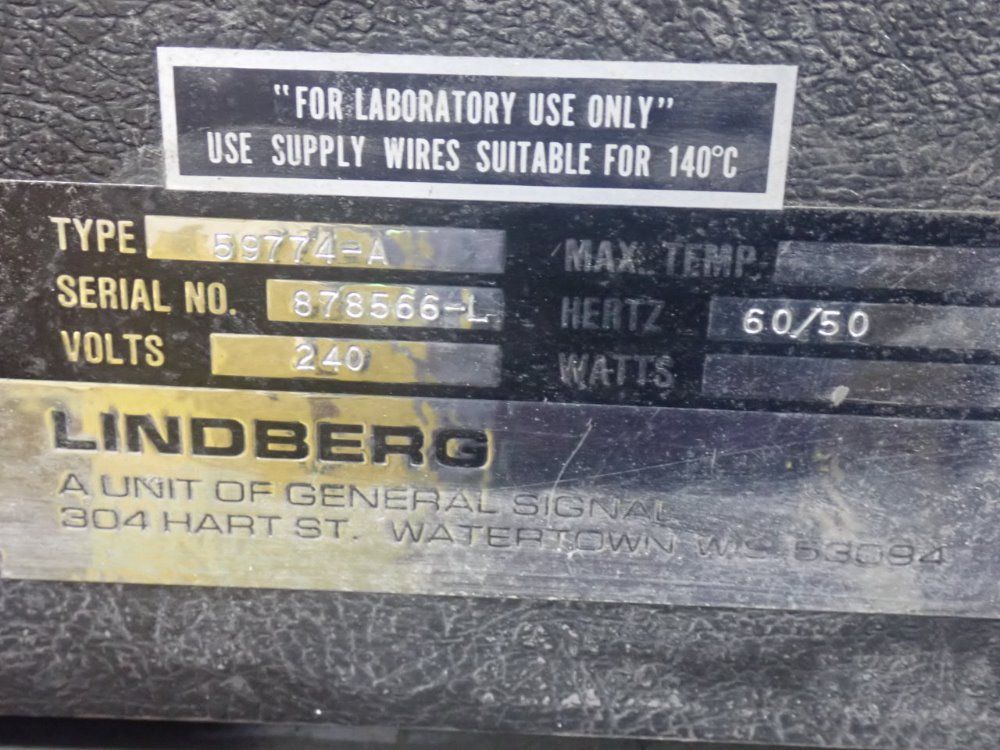 "FOR LABORATORY USE ONLY"
USE SUPPLY WIRES SUITABLE FOR 140°C
TYPE 59774-A MAX. TEMP.
SERIAL NO. 878566-L HERTZ 60/50
VOLTS 240 WATTS
LINDBERG
A UNIT OF GENERAL SIGNAL
304 HART ST. WATERTOWN WIS 53094